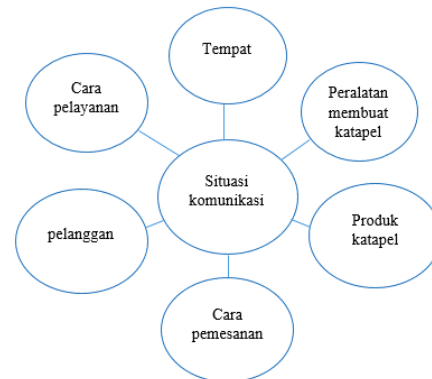 Tempat
Cara
pelayanan
Peralatan
membuat
katapel
Situasi
komunikasi
pelanggan
Produk
katapel
Cara
pemesanan